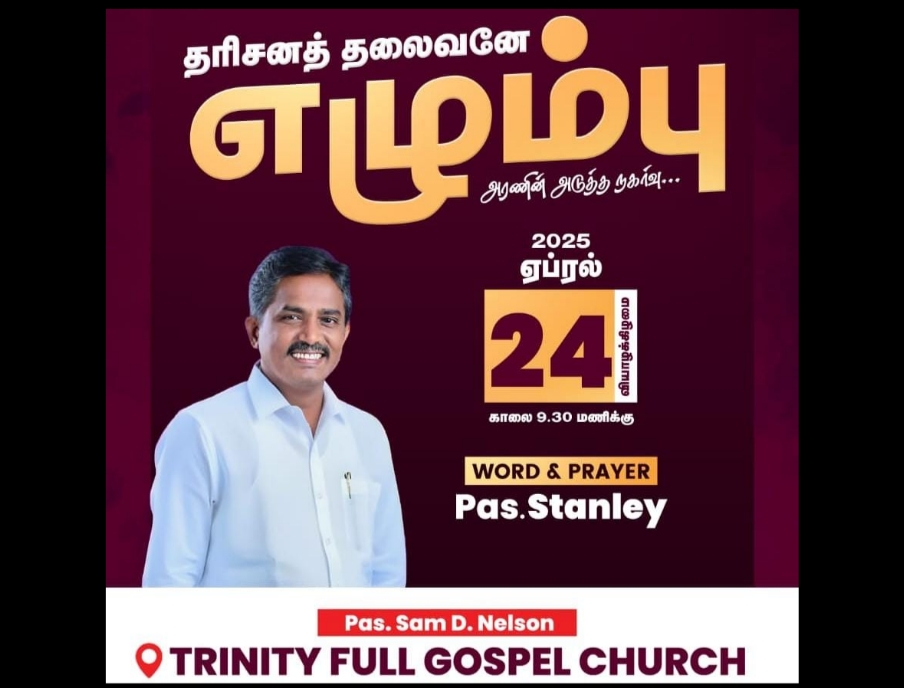 தரிசனத் தலைவனே
எழும்பு
அரணின் அடுத்த நகர்வு...
2025
ஏப்ரல்
24
வியாழக்கிழமை
காலை 9.30 மணிக்கு
WORD & PRAYER
Pas.Stanley
Pas. Sam D. Nelson
TRINITY FULL GOSPEL CHURCH